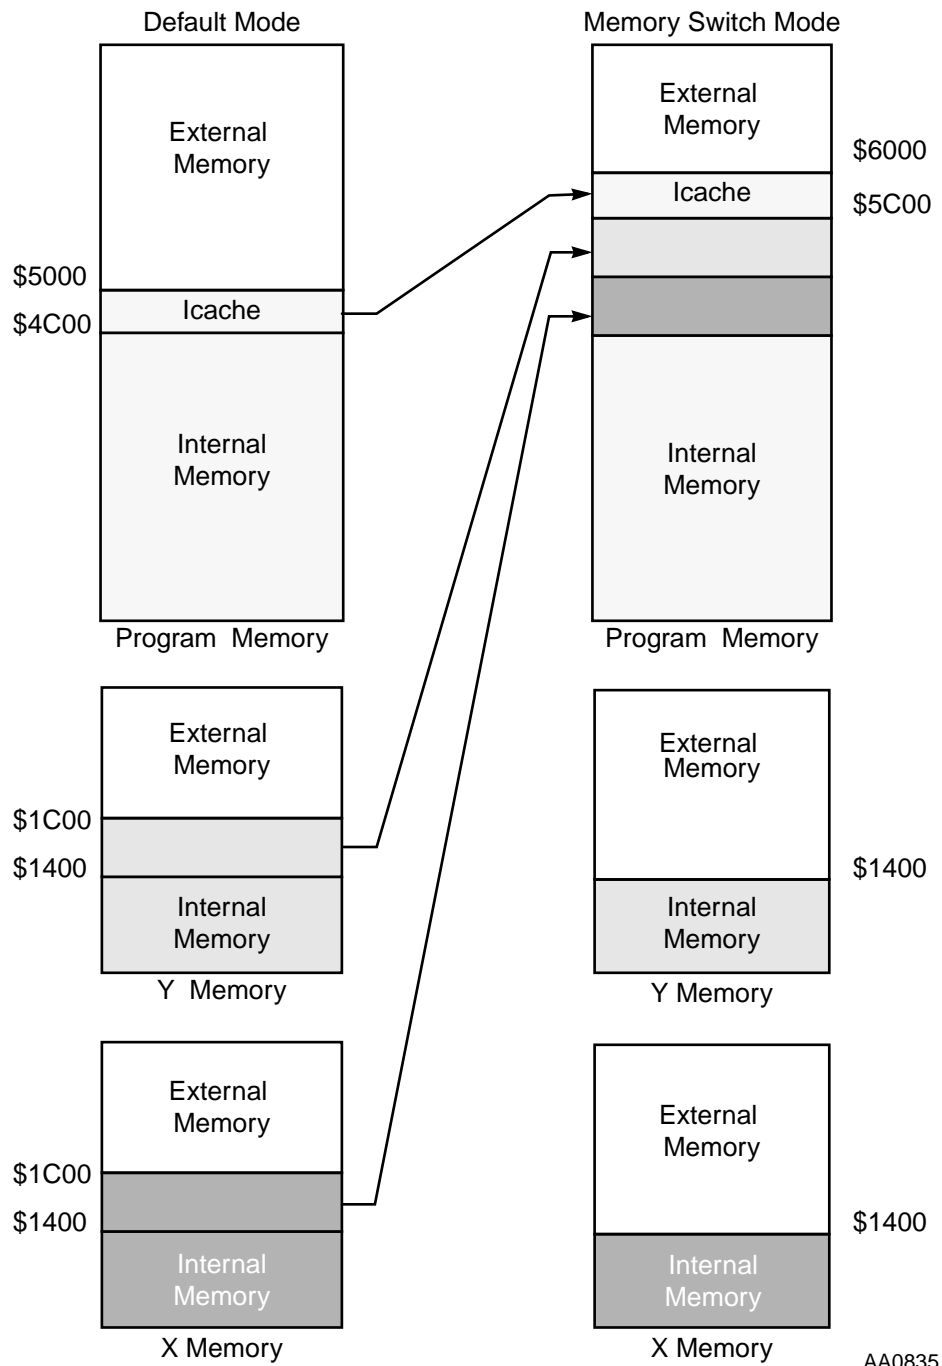 Default Mode
External
Memory
$5000
Icache
$4C00
Internal
Memory
Program Memory
External
Memory
$1C00
$1400
Internal
Memory
Y Memory
External
Memory
$1C00
$1400
Internal
Memory
X Memory
Memory Switch Mode
External
Memory
$6000
Icache
$5C00
Internal
Memory
Program Memory
External
Memory
$1400
Internal
Memory
Y Memory
External
Memory
$1400
Internal
Memory
X Memory
AA0835